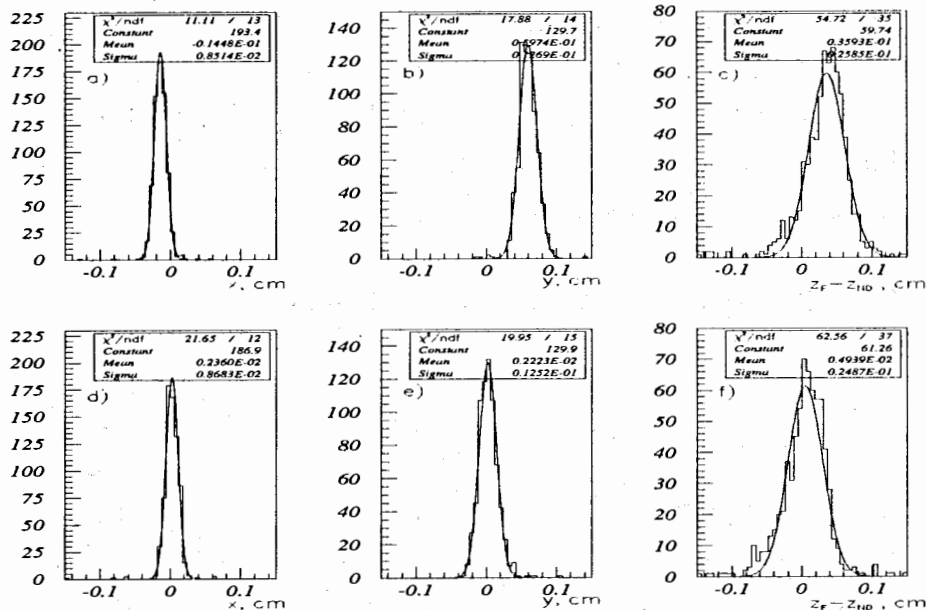 χ²/ndf 11.11 / 13
Constant 193.4
Mean -0.1448E-01
Sigma 0.8514E-02
a)
225
200
175
150
125
100
75
50
25
0
-0.1 0 0.1
x, cm
χ²/ndf 17.88 / 14
Constant 129.7
Mean
Sigma
b)
140
120
100
80
60
40
20
0
-0.1 0 0.1
y, cm
χ²/ndf 54.72 / 35
Constant 59.74
Mean 0.3593E-01
Sigma 0.2585E-01
c)
80
70
60
50
40
30
20
10
0
-0.1 0 0.1
z_F-z_ND, cm
χ²/ndf 21.65 / 12
Constant 186.9
Mean 0.2360E-02
Sigma 0.8683E-02
d)
225
200
175
150
125
100
75
50
25
0
-0.1 0 0.1
x, cm
χ²/ndf 19.95 / 15
Constant 129.9
Mean 0.2223E-02
Sigma 0.1252E-01
e)
140
120
100
80
60
40
20
0
-0.1 0 0.1
y, cm
χ²/ndf 62.56 / 37
Constant 61.26
Mean 0.4939E-02
Sigma 0.2487E-01
f)
80
70
60
50
40
30
20
10
0
-0.1 0 0.1
z_F-z_ND, cm